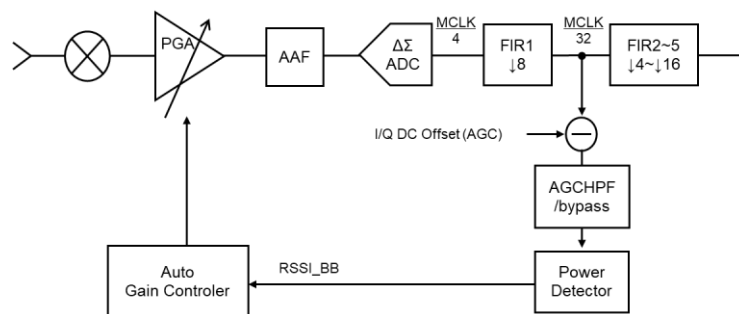 PGA
AAF
ΔΣ
ADC
MCLK
4
FIR1
↓8
MCLK
32
FIR2~5
↓4~↓16
I/Q DC Offset (AGC)
AGCHPF
/bypass
Auto
Gain Controler
RSSI_BB
Power
Detector